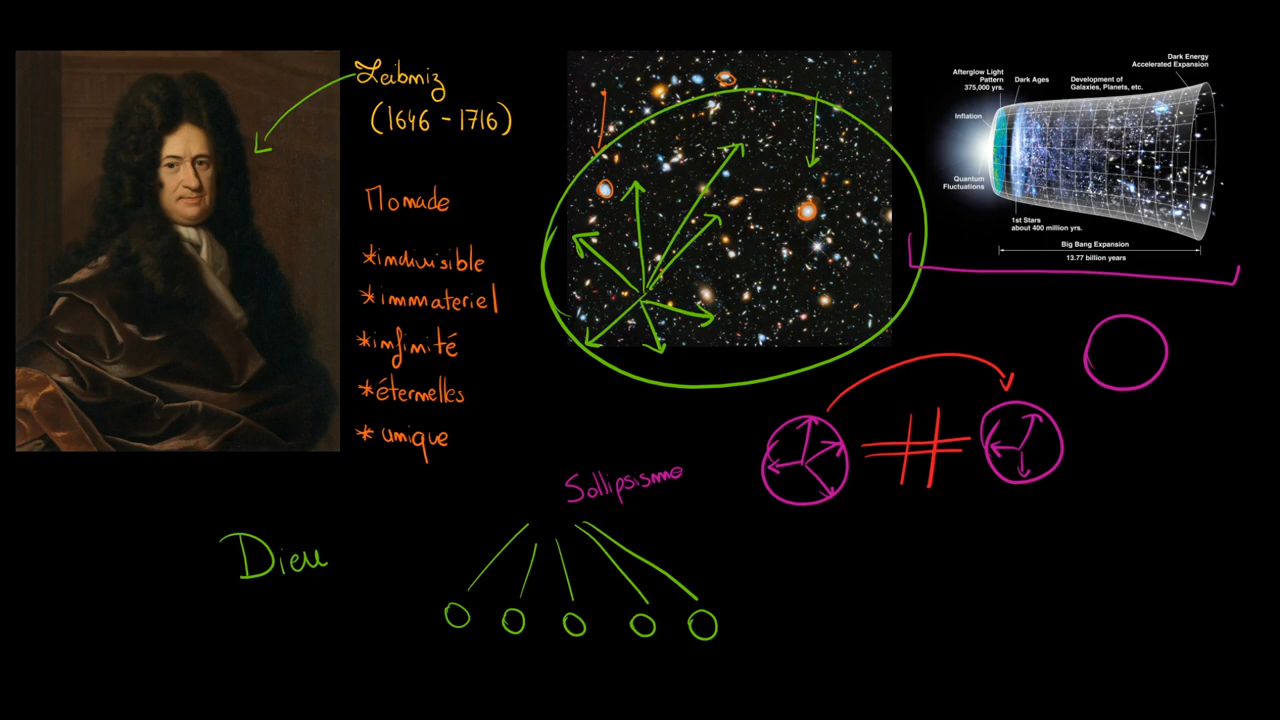 Leibniz
(1646 - 1716)
Monade
*indivisible
*immateriel
*infinité
*éternelles
* unique
Dark Energy
Accelerated Expansion
Afterglow Light
Pattern
375,000 yrs.
Dark Ages
Development of
Galaxies, Planets, etc.
Inflation
Quantum
Fluctuations
1st Stars
about 400 million yrs.
Big Bang Expansion
13.77 billion years
Sollipsisme
Dieu